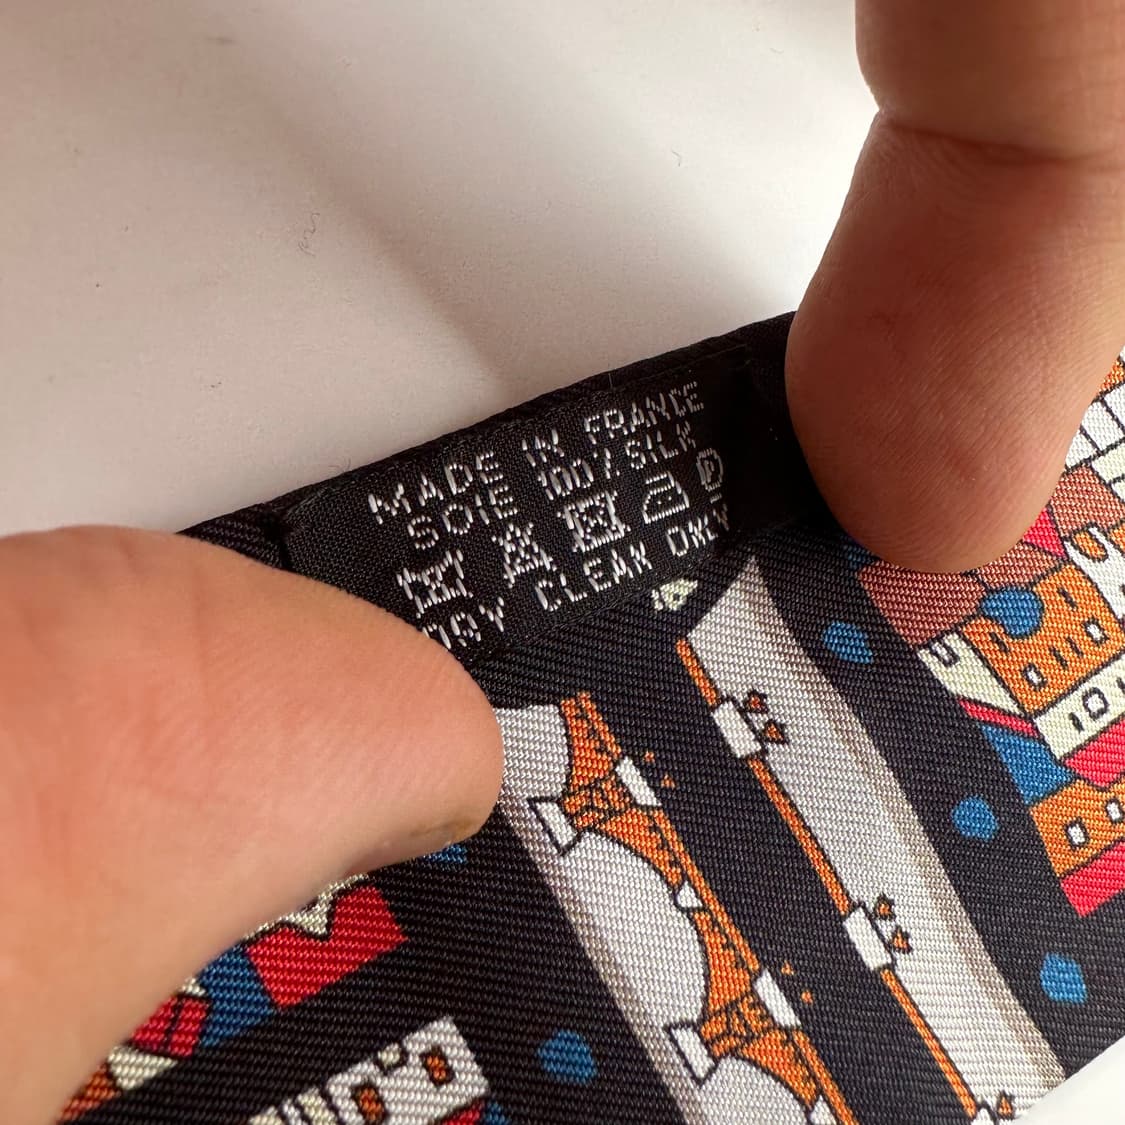 MADE IN FRANCE
SOIE 100% SILK
P
DRY CLEAN ONLY